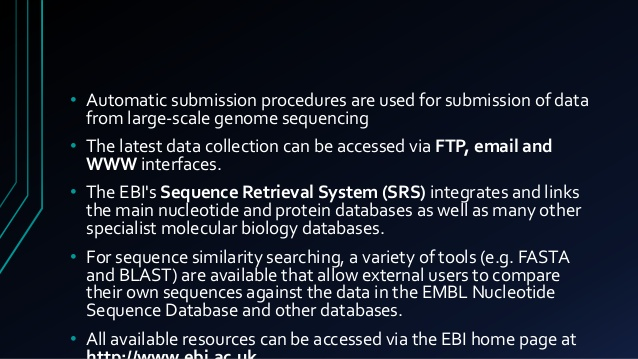 • Automatic submission procedures are used for submission of data
from large-scale genome sequencing
• The latest data collection can be accessed via FTP, email and
WWW interfaces.
• The EBI's Sequence Retrieval System (SRS) integrates and links
the main nucleotide and protein databases as well as many other
specialist molecular biology databases.
• For sequence similarity searching, a variety of tools (e.g. FASTA
and BLAST) are available that allow external users to compare
their own sequences against the data in the EMBL Nucleotide
Sequence Database and other databases.
• All available resources can be accessed via the EBI home page at
http://www.ebi.ac.uk